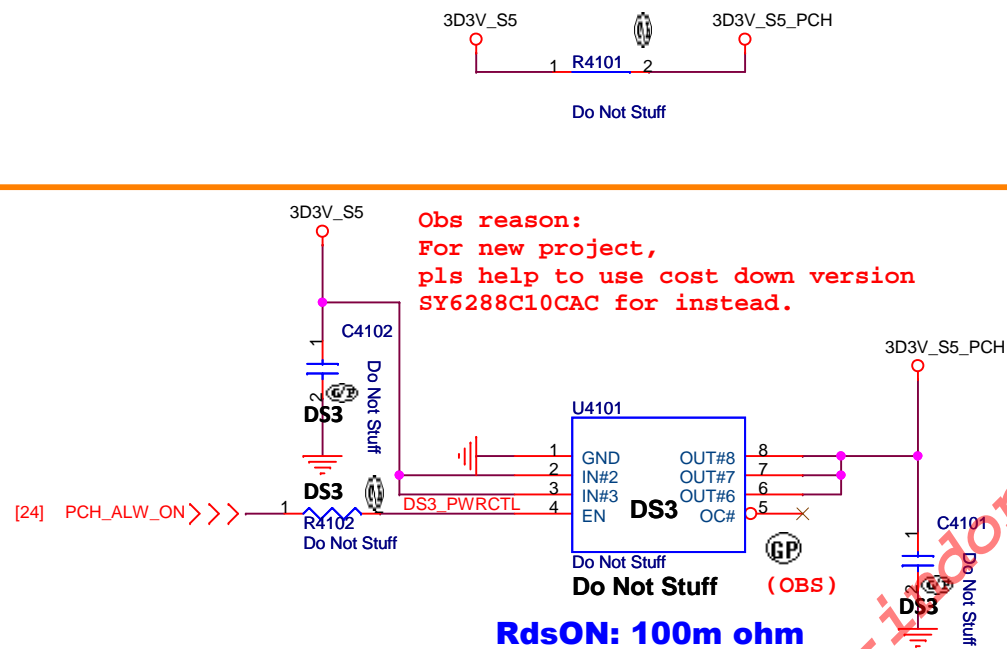 3D3V_S5
3D3V_S5_PCH
1 R4101 2
Do Not Stuff
3D3V_S5
Obs reason:
For new project,
pls help to use cost down version
SY6288C10CAC for instead.
C4102
1
2
G/P
DS3
Do Not Stuff
3D3V_S5_PCH
U4101
1 GND OUT#8 8
2 IN#2 OUT#7 7
3 IN#3 OUT#6 6
4 EN DS3 OC# 5
DS3
[24] PCH_ALW_ON
1
DS3_PWRCTL
R4102
Do Not Stuff
Do Not Stuff
Do Not Stuff
GP
(OBS)
RdsON: 100m ohm
C4101
1
2
G/P
DS3
Do Not Stuff